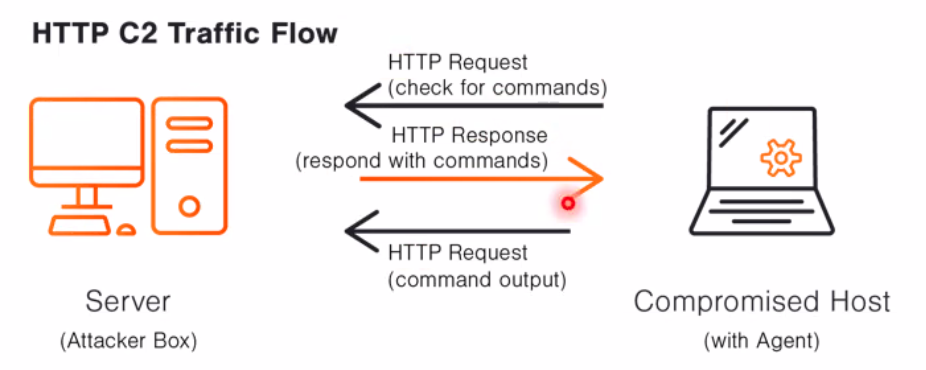 HTTP C2 Traffic Flow
HTTP Request
(check for commands)
HTTP Response
(respond with commands)
HTTP Request
(command output)
Server
(Attacker Box)
Compromised Host
(with Agent)